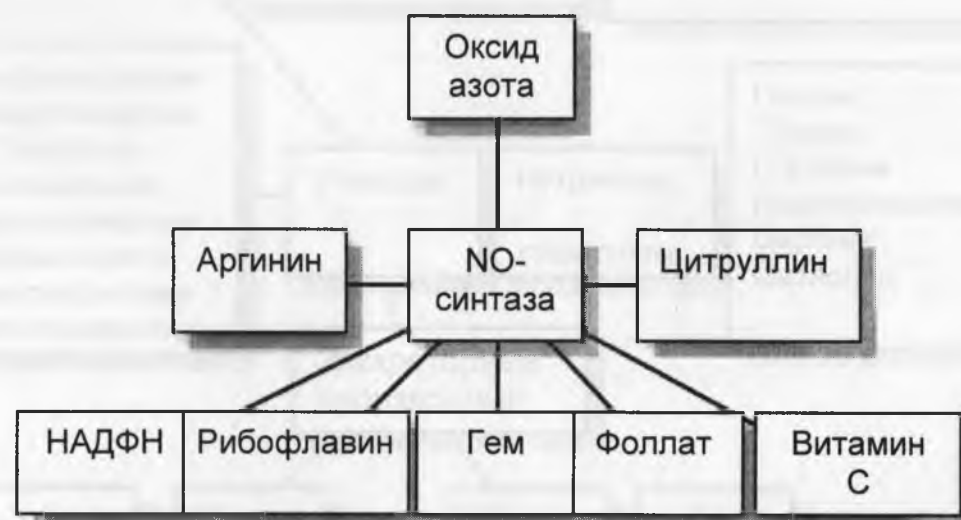 Оксид
азота
Аргинин
NO-
синтаза
Цитруллин
НАДФН
Рибофлавин
Гем
Фоллат
Витамин
С